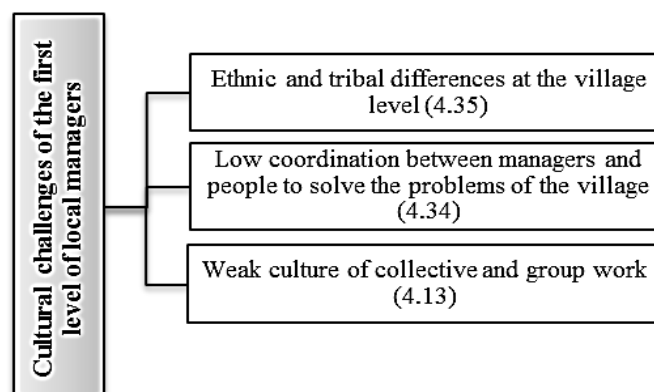 Cultural challenges of the first
level of local managers
Ethnic and tribal differences at the village
level (4.35)
Low coordination between managers and
people to solve the problems of the village
(4.34)
Weak culture of collective and group work
(4.13)